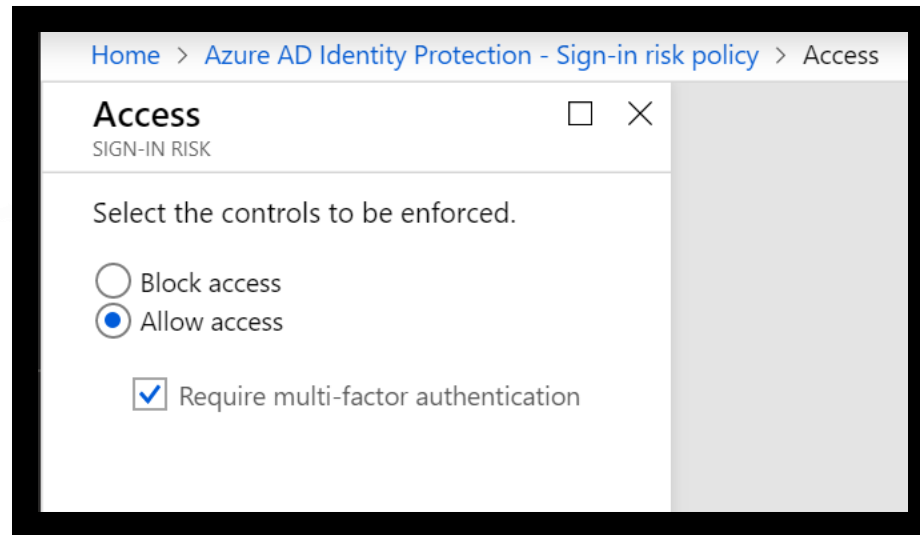 Home > Azure AD Identity Protection - Sign-in risk policy > Access
Access
SIGN-IN RISK
Select the controls to be enforced.
Block access
Allow access
Require multi-factor authentication